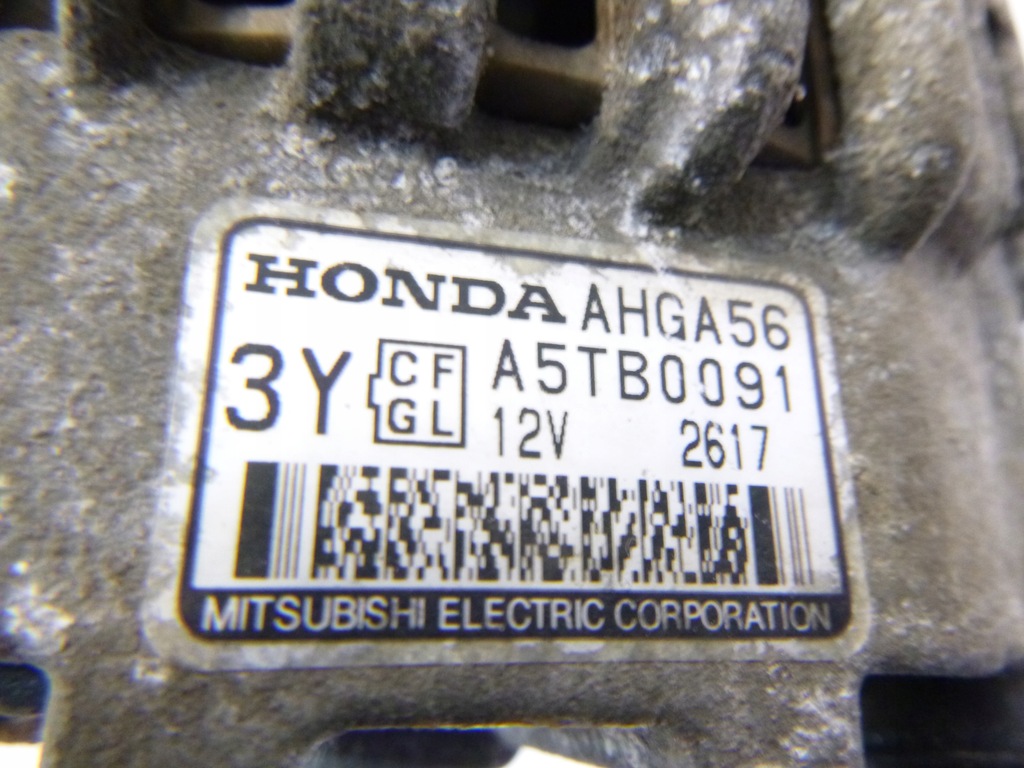 HONDA AHGA56
3Y CF A5TB0091
GL 12V 2617
MITSUBISHI ELECTRIC CORPORATION